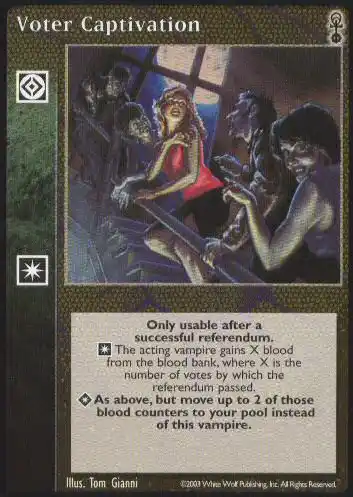 Voter Captivation
Only usable after a
successful referendum.
The acting vampire gains X blood
from the blood bank, where X is the
number of votes by which the
referendum passed.
As above, but move up to 2 of those
blood counters to your pool instead
of this vampire.
Illus. Tom Gianni
©2003 White Wolf Publishing, Inc. All Rights Reserved.